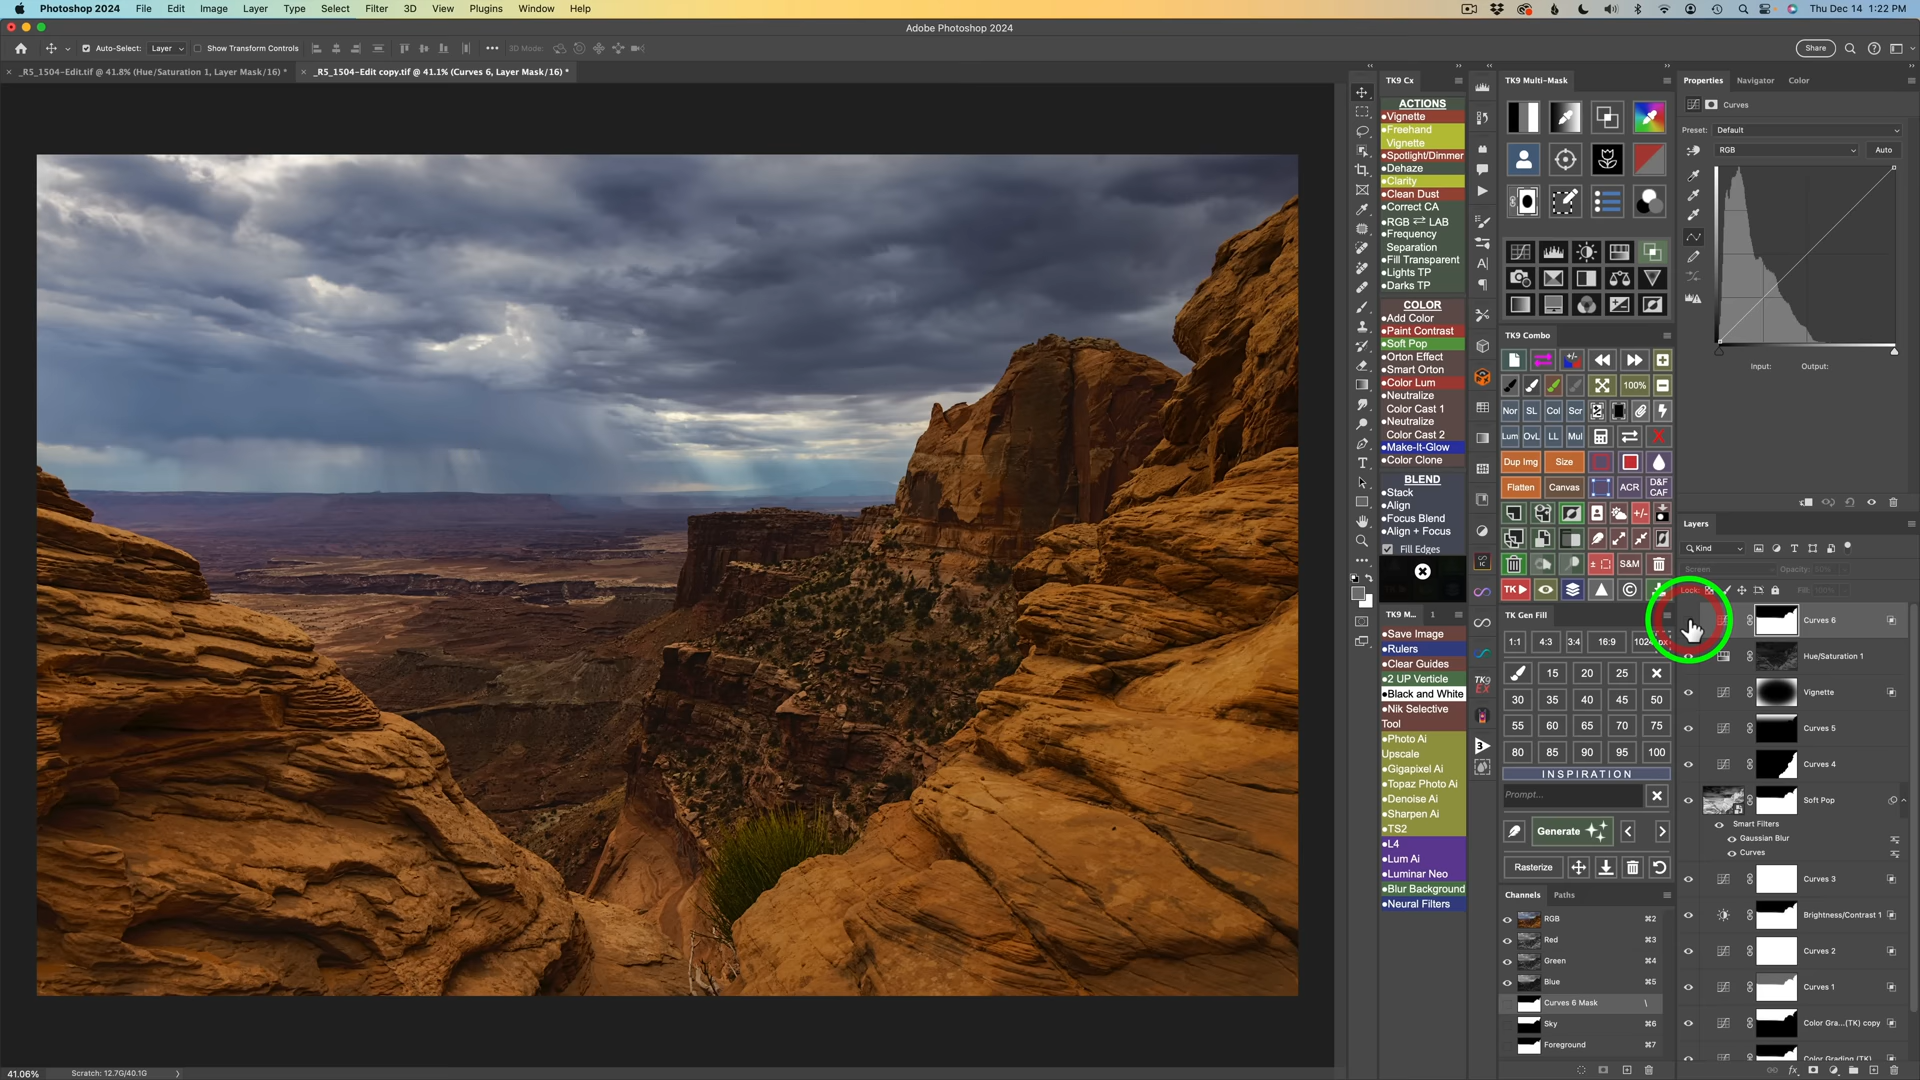 Photoshop 2024 File Edit Image Layer Type Select Filter 3D View Plugins Window Help
Thu Dec 14 1:22 PM
Adobe Photoshop 2024
Auto-Select: Layer Show Transform Controls
3D Mode:
Share
_R5_1504-Edit.tif @ 41.8% (Hue/Saturation 1, Layer Mask/16) *
_R5_1504-Edit copy.tif @ 41.1% (Curves 6, Layer Mask/16) *
TK9 Cx
ACTIONS
Vignette
Freehand
Vignette
Spotlight/Dimmer
Dehaze
Clarity
Clean Dust
Correct CA
RGB ⇄ LAB
Frequency
Separation
Fill Transparent
Lights TP
Darks TP
COLOR
Add Color
Paint Contrast
Soft Pop
Orton Effect
Smart Orton
Color Lum
Neutralize
Color Cast 1
Neutralize
Color Cast 2
Make-It-Glow
Color Clone
BLEND
Stack
Align
Focus Blend
Align + Focus
Fill Edges
TK9 M... 1
Save Image
Rulers
Clear Guides
2 UP Verticle
Black and White
Nik Selective
Tool
Photo Ai
Upscale
Gigapixel Ai
Topaz Photo Ai
Denoise Ai
Sharpen Ai
TS2
L4
Lum Ai
Luminar Neo
Blur Background
Neural Filters
TK9 Multi-Mask
TK9 Combo
100%
Nor SL Col Scr
Lum OvL LL Mul
Dup Img Size
Flatten Canvas ACR D&F
CAF
S&M
TK
TK Gen Fill
1:1 4:3 3:4 16:9
15 20 25
30 35 40 45 50
55 60 65 70 75
80 85 90 95 100
INSPIRATION
Prompt...
Generate
Rasterize
Channels Paths
RGB ⌘2
Red ⌘3
Green ⌘4
Blue ⌘5
Curves 6 Mask \
Sky ⌘6
Foreground ⌘7
Properties Navigator Color
Curves
Preset: Default
RGB Auto
Input: Output:
Layers
Kind
Screen Opacity:
Lock: Fill:
Curves 6
Hue/Saturation 1
Vignette
Curves 5
Curves 4
Soft Pop
Smart Filters
Gaussian Blur
Curves
Curves 3
Brightness/Contrast 1
Curves 2
Curves 1
Color Gra...(TK) copy
Color Grading (TK)
41.06% Scratch: 12.7G/40.1G